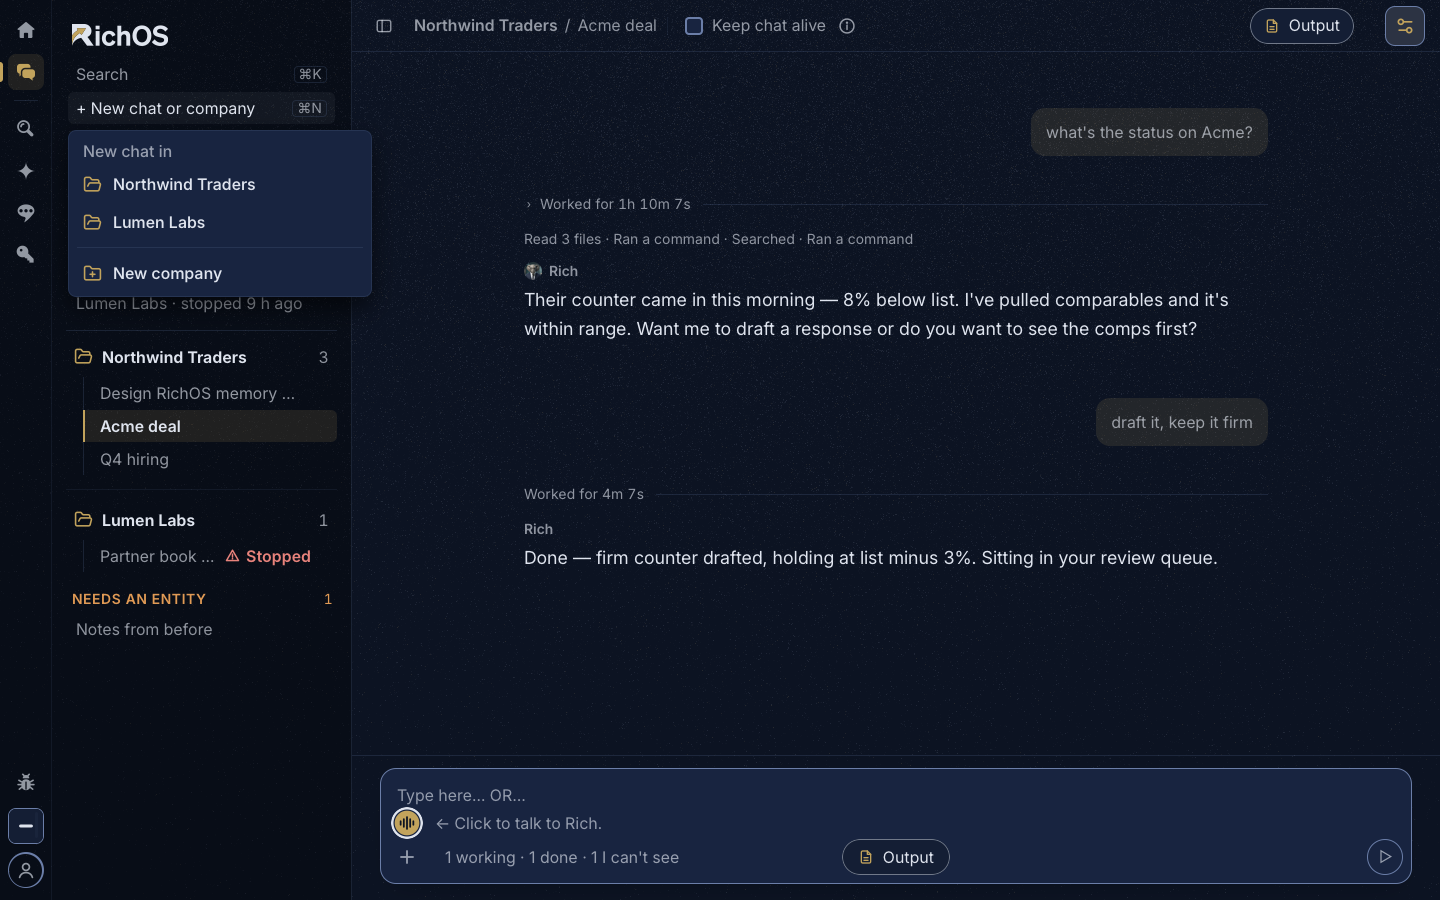 RichOS
Search ⌘K
+ New chat or company ⌘N
New chat in
Northwind Traders
Lumen Labs
New company
Lumen Labs · stopped 9 h ago
Northwind Traders 3
Design RichOS memory ...
Acme deal
Q4 hiring
Lumen Labs 1
Partner book ... Stopped
NEEDS AN ENTITY 1
Notes from before
Northwind Traders / Acme deal Keep chat alive Output
what's the status on Acme?
› Worked for 1h 10m 7s
Read 3 files · Ran a command · Searched · Ran a command
Rich
Their counter came in this morning — 8% below list. I've pulled comparables and it's
within range. Want me to draft a response or do you want to see the comps first?
draft it, keep it firm
Worked for 4m 7s
Rich
Done — firm counter drafted, holding at list minus 3%. Sitting in your review queue.
Type here... OR...
← Click to talk to Rich.
1 working · 1 done · 1 I can't see Output